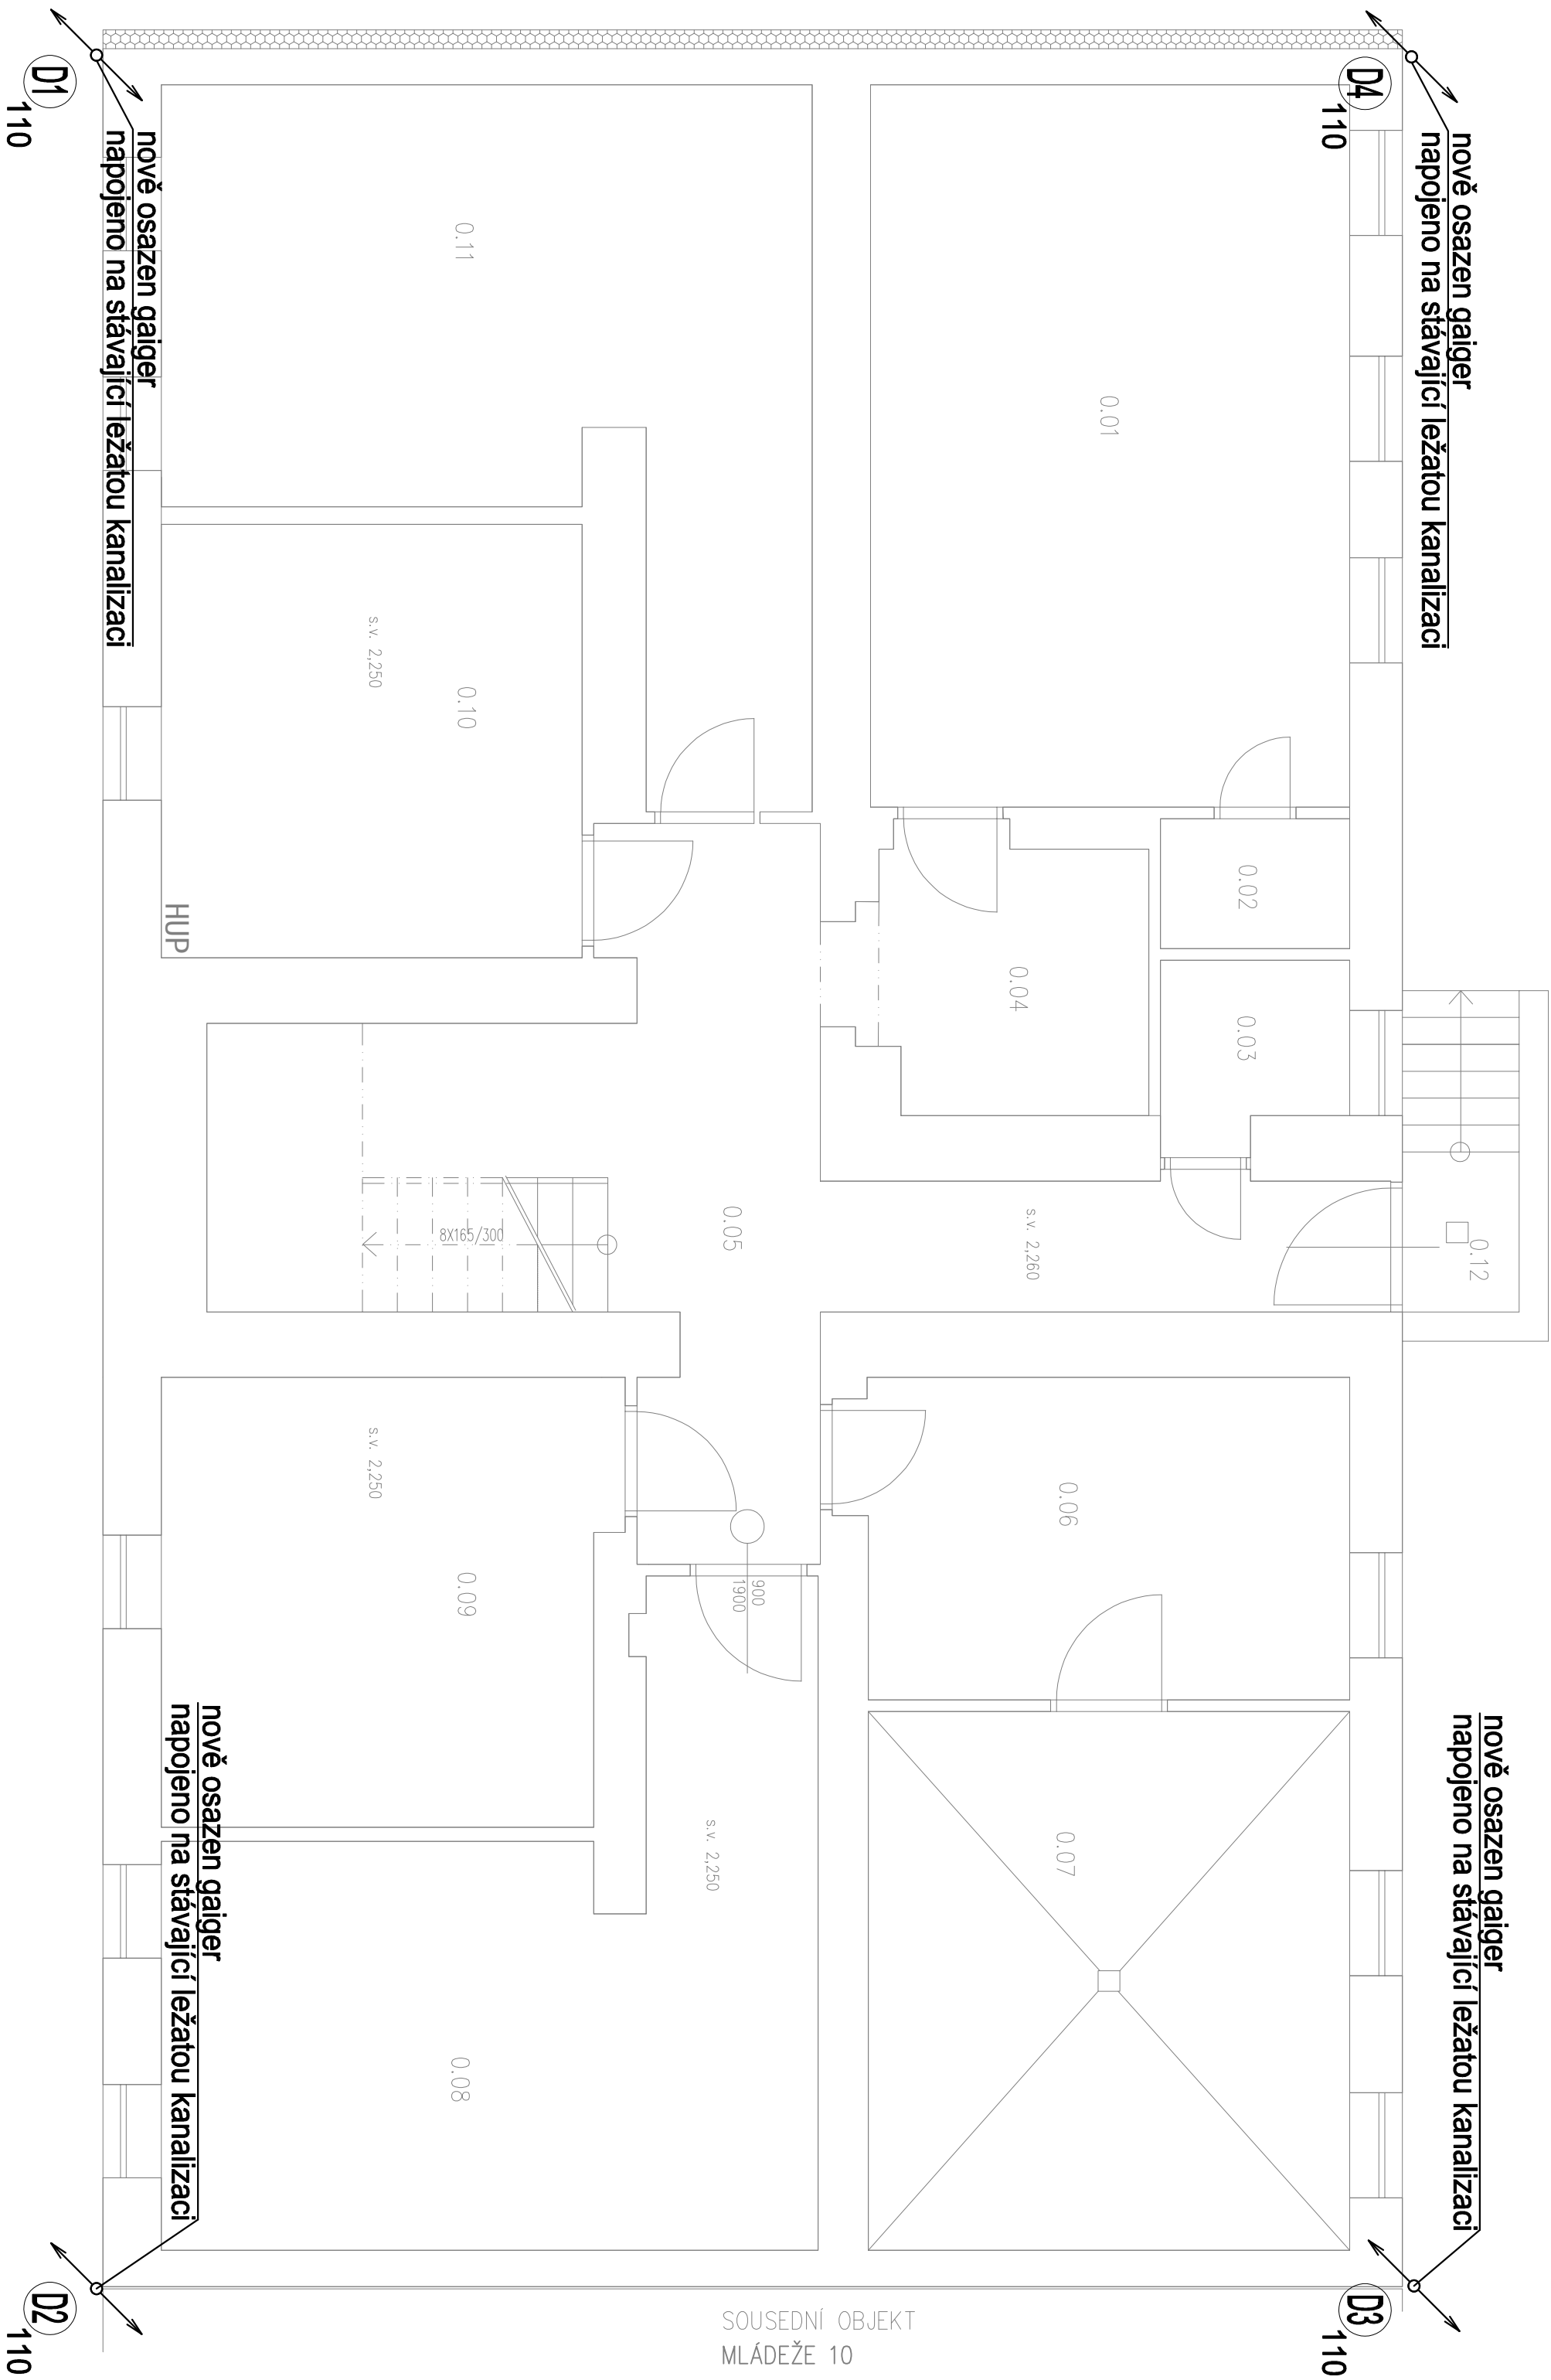 D1
110
nově osazen gaiger
napojeno na stávající ležatou kanalizaci
D4
110
nově osazen gaiger
napojeno na stávající ležatou kanalizaci
0.11
0.01
s.v. 2,250
0.10
HUP
0.02
0.04
0.03
0.05
8X165/300
s.v. 2,260
0.12
s.v. 2,250
0.09
0.06
900
1900
0.07
s.v. 2,250
0.08
nově osazen gaiger
napojeno na stávající ležatou kanalizaci
D2
110
nově osazen gaiger
napojeno na stávající ležatou kanalizaci
D3
110
SOUSEDNÍ OBJEKT
MLÁDEŽE 10